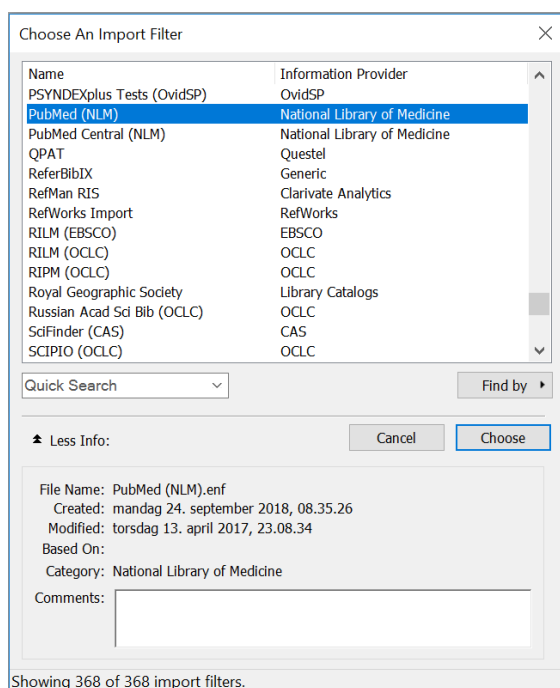 Choose An Import Filter
Name Information Provider
PSYNDEXplus Tests (OvidSP) OvidSP
PubMed (NLM) National Library of Medicine
PubMed Central (NLM) National Library of Medicine
QPAT Questel
ReferBibIX Generic
RefMan RIS Clarivate Analytics
RefWorks Import RefWorks
RILM (EBSCO) EBSCO
RILM (OCLC) OCLC
RIPM (OCLC) OCLC
Royal Geographic Society Library Catalogs
Russian Acad Sci Bib (OCLC) OCLC
SciFinder (CAS) CAS
SCIPIO (OCLC) OCLC
Quick Search Find by
Less Info: Cancel Choose
File Name: PubMed (NLM).enf
Created: mandag 24. september 2018, 08.35.26
Modified: torsdag 13. april 2017, 23.08.34
Based On:
Category: National Library of Medicine
Comments:
Showing 368 of 368 import filters.